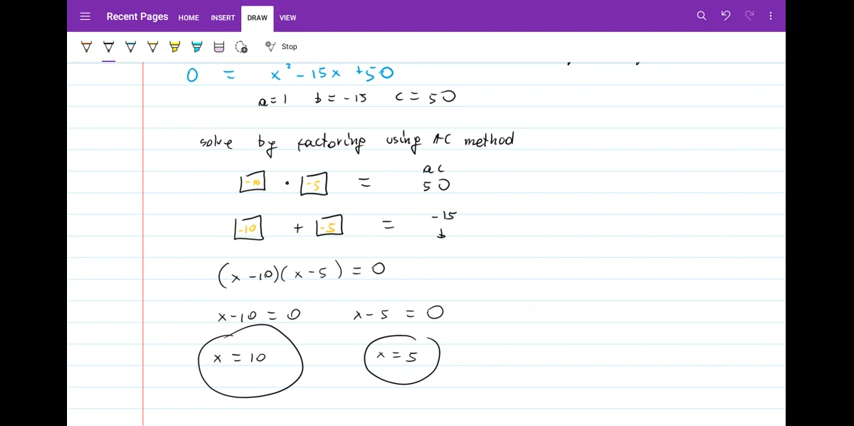 Recent Pages HOME INSERT DRAW VIEW
Stop
0 = x² - 15x + 50
a = 1 b = -15 c = 50
solve by factoring using AC method
ac
-10 · -5 = 50
-10 + -5 = -15
b
(x - 10)(x - 5) = 0
x - 10 = 0 x - 5 = 0
x = 10 x = 5